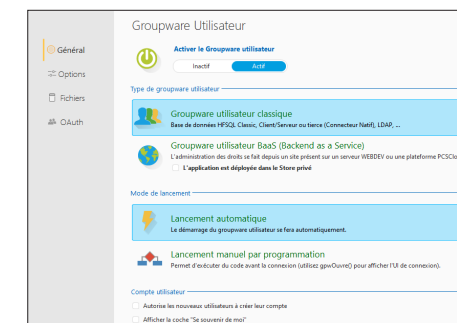 Groupware Utilisateur
Général
Options
Fichiers
OAuth
Activer le Groupware utilisateur
Inactif
Actif
Type de groupware utilisateur
Groupware utilisateur classique
Base de données HFSQL Classic, Client/Serveur ou tierce (Connecteur Natif), LDAP, ...
Groupware utilisateur BaaS (Backend as a Service)
L'administration des droits se fait depuis un site présent sur un serveur WEBDEV ou une plateforme PCSClo
L'application est déployée dans le Store privé
Mode de lancement
Lancement automatique
Le démarrage du groupware utilisateur se fera automatiquement.
Lancement manuel par programmation
Permet d'exécuter du code avant la connexion (utilisez gpwOuvre() pour afficher l'UI de connexion).
Compte utilisateur
Autorise les nouveaux utilisateurs à créer leur compte
Afficher la coche "Se souvenir de moi"